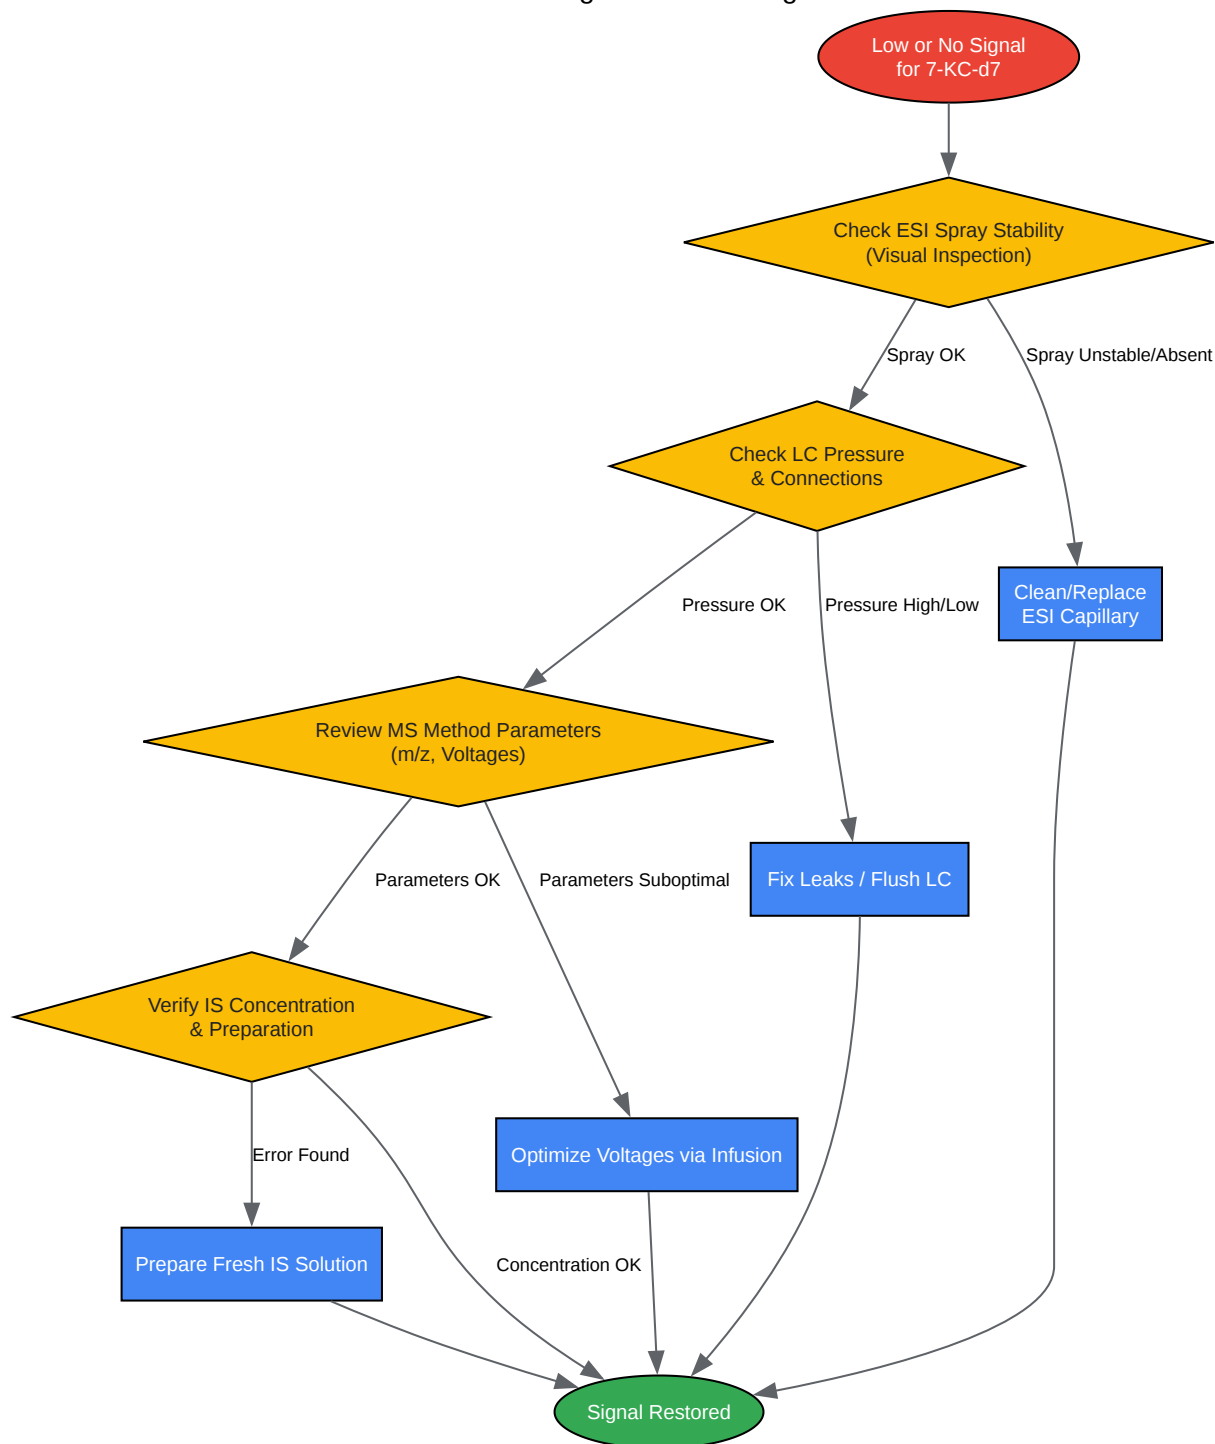 Low or No Signal
for 7-KC-d7
Check ESI Spray Stability
(Visual Inspection)
Spray OK
Spray Unstable/Absent
Check LC Pressure
& Connections
Clean/Replace
ESI Capillary
Pressure OK
Pressure High/Low
Review MS Method Parameters
(m/z, Voltages)
Parameters OK
Parameters Suboptimal
Fix Leaks / Flush LC
Verify IS Concentration
& Preparation
Error Found
Optimize Voltages via Infusion
Prepare Fresh IS Solution
Concentration OK
Signal Restored